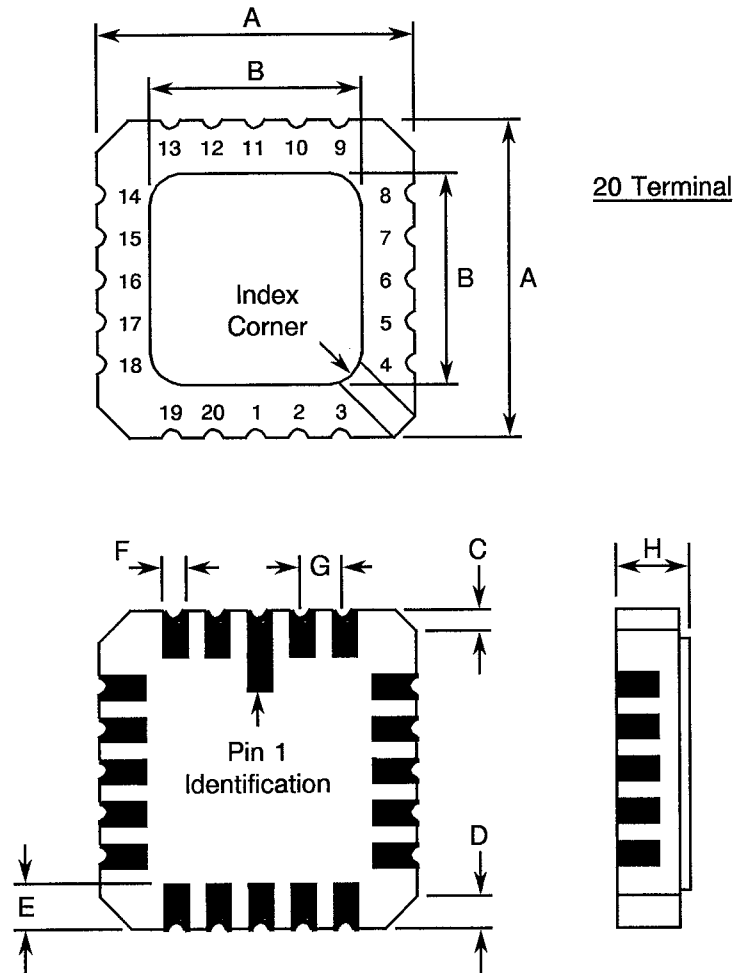 A
B
13 12 11 10 9
14
15
16
17
18
8
7
6
5
4
Index
Corner
B
A
20 Terminal
19 20 1 2 3
F
G
C
H
Pin 1
Identification
E
D